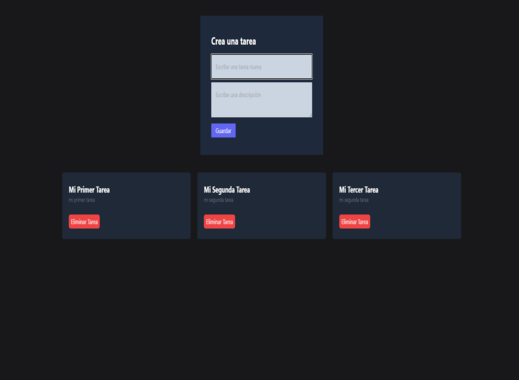 Crea una tarea
Escribe una tarea nueva
Escribe una descripción
Guardar
Mi Primer Tarea
mi primer tarea
Eliminar Tarea
Mi Segunda Tarea
mi segunda tarea
Eliminar Tarea
Mi Tercer Tarea
mi segunda tarea
Eliminar Tarea